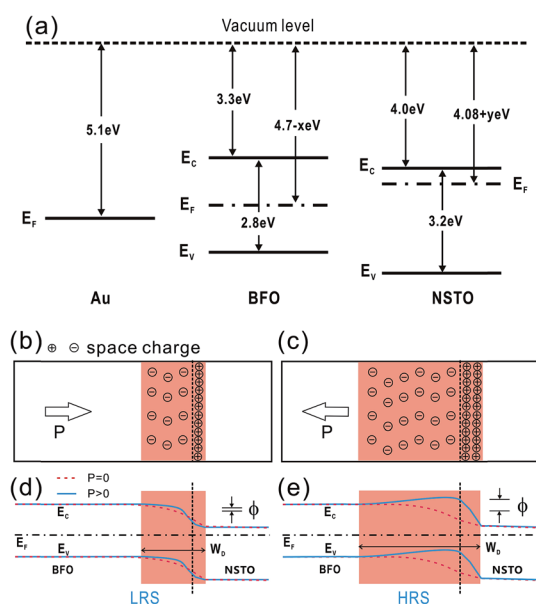 (a)
Vacuum level
5.1eV
3.3eV
4.7-xeV
4.0eV
4.08+yeV
E_C
E_C
E_F
E_F
E_F
2.8eV
3.2eV
E_V
E_V
Au
BFO
NSTO
(b)
(c)
⊕ ⊖ space charge
P
P
(d)
P=0
P>0
(e)
E_C
ϕ
E_C
ϕ
E_F
E_V
W_D
E_F
E_V
W_D
BFO
NSTO
BFO
NSTO
LRS
HRS